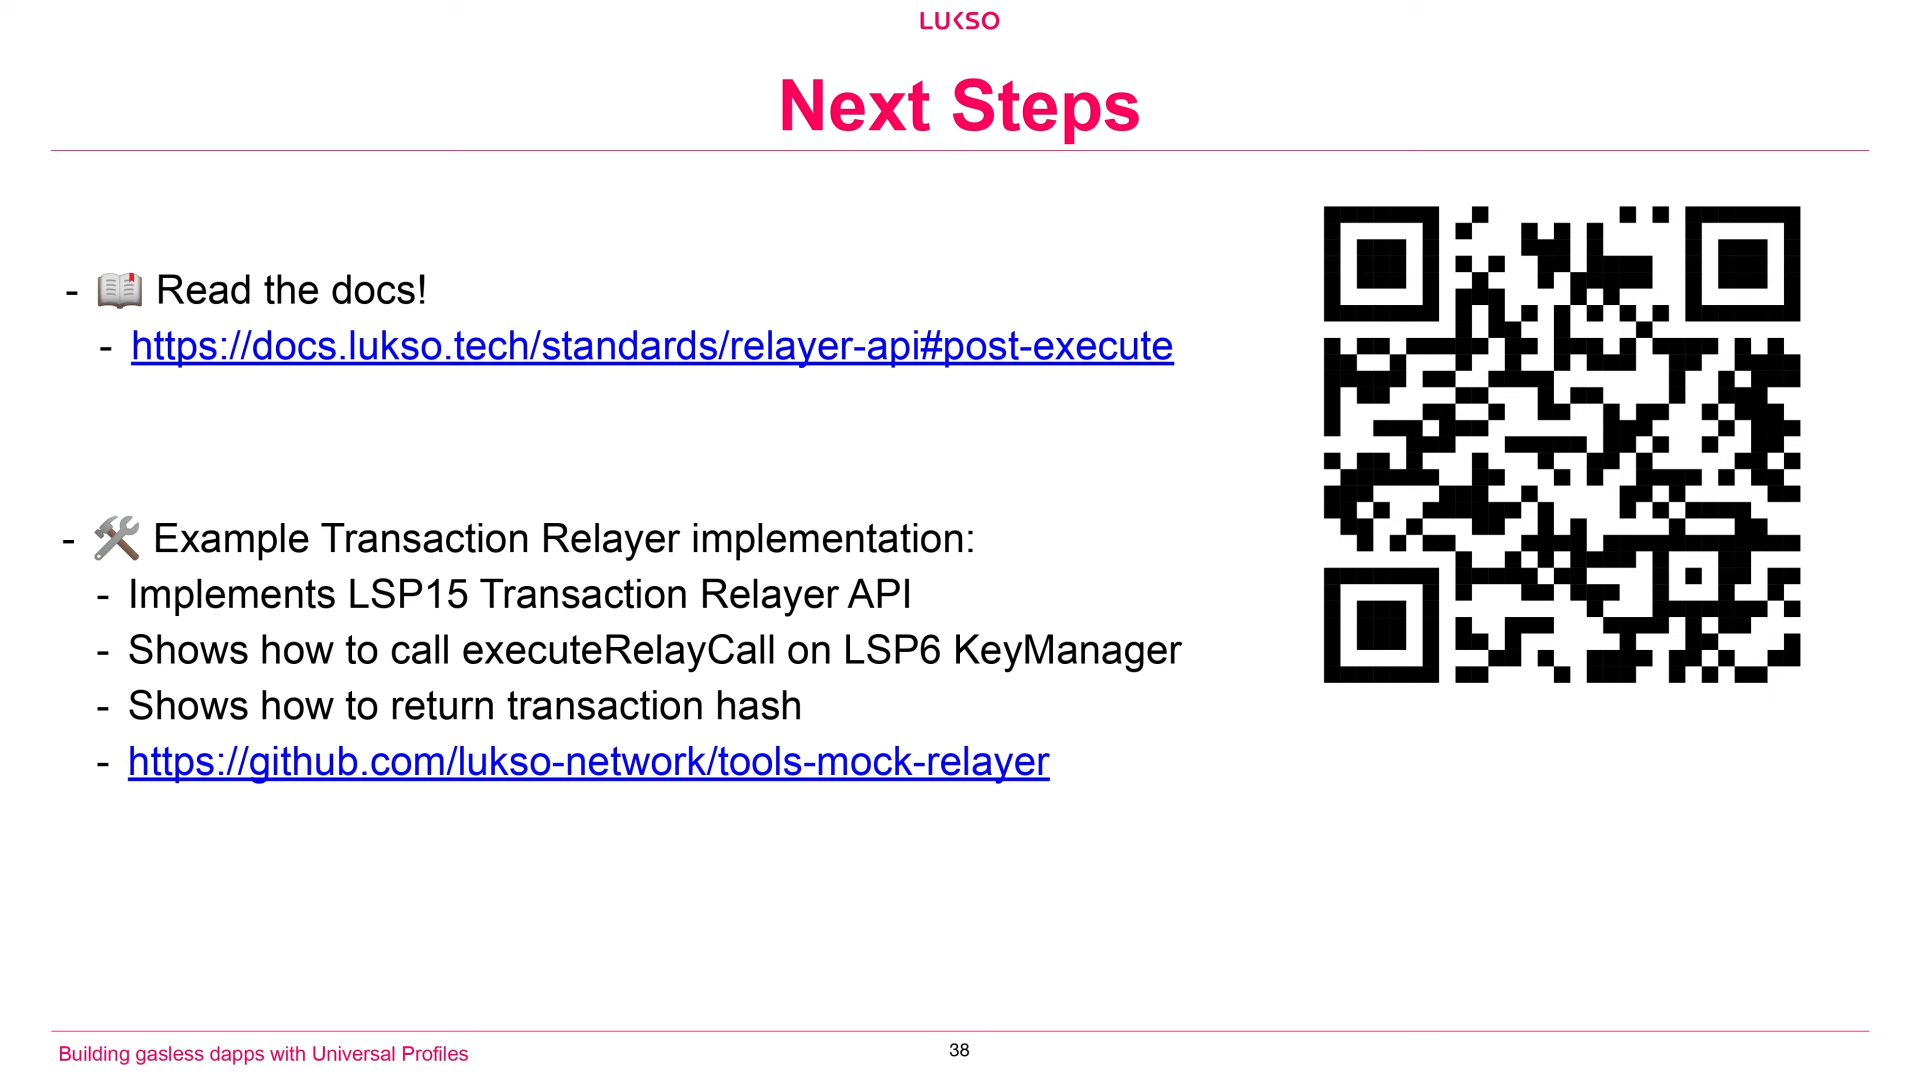 LUKSO
Next Steps
- 📖 Read the docs!
- https://docs.lukso.tech/standards/relayer-api#post-execute
- 🛠 Example Transaction Relayer implementation:
- Implements LSP15 Transaction Relayer API
- Shows how to call executeRelayCall on LSP6 KeyManager
- Shows how to return transaction hash
- https://github.com/lukso-network/tools-mock-relayer
Building gasless dapps with Universal Profiles
38